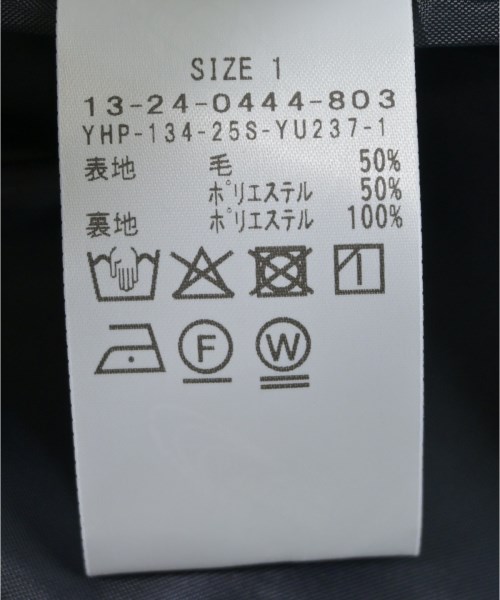 SIZE 1
13-24-0444-803
YHP-134-25S-YU237-1
表地 毛 50%
ﾎﾟﾘｴｽﾃﾙ 50%
裏地 ﾎﾟﾘｴｽﾃﾙ 100%
F W